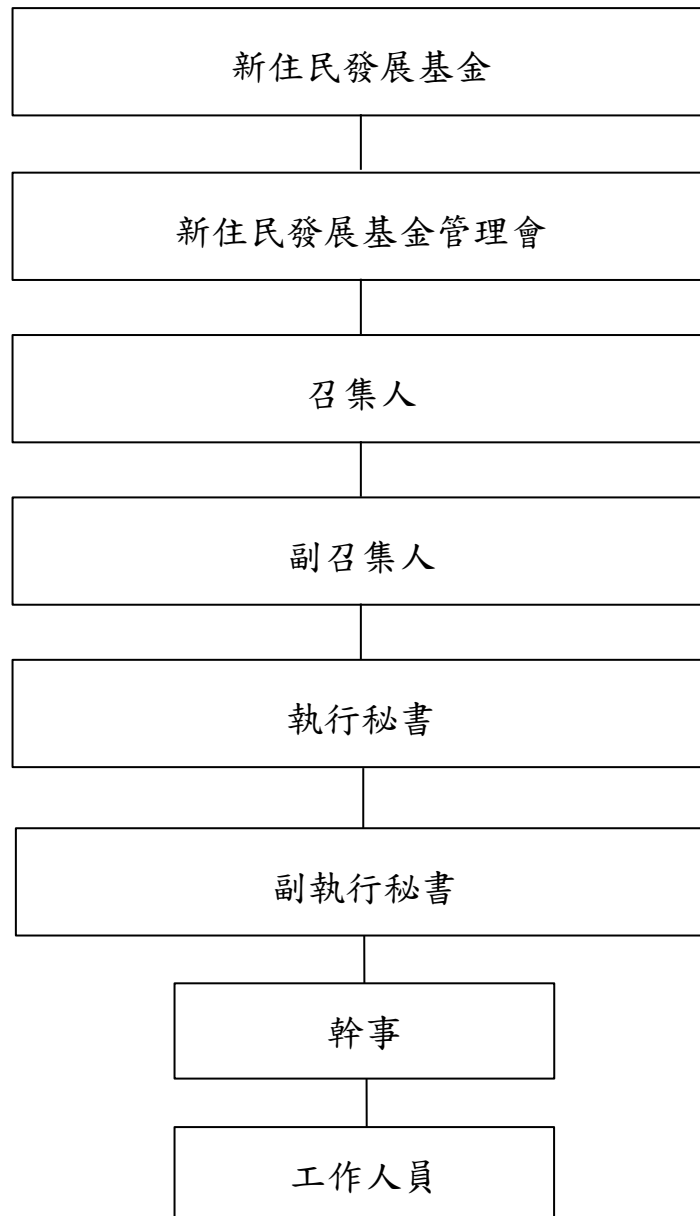 新住民發展基金
新住民發展基金管理會
召集人
副召集人
執行秘書
副執行秘書
幹事
工作人員